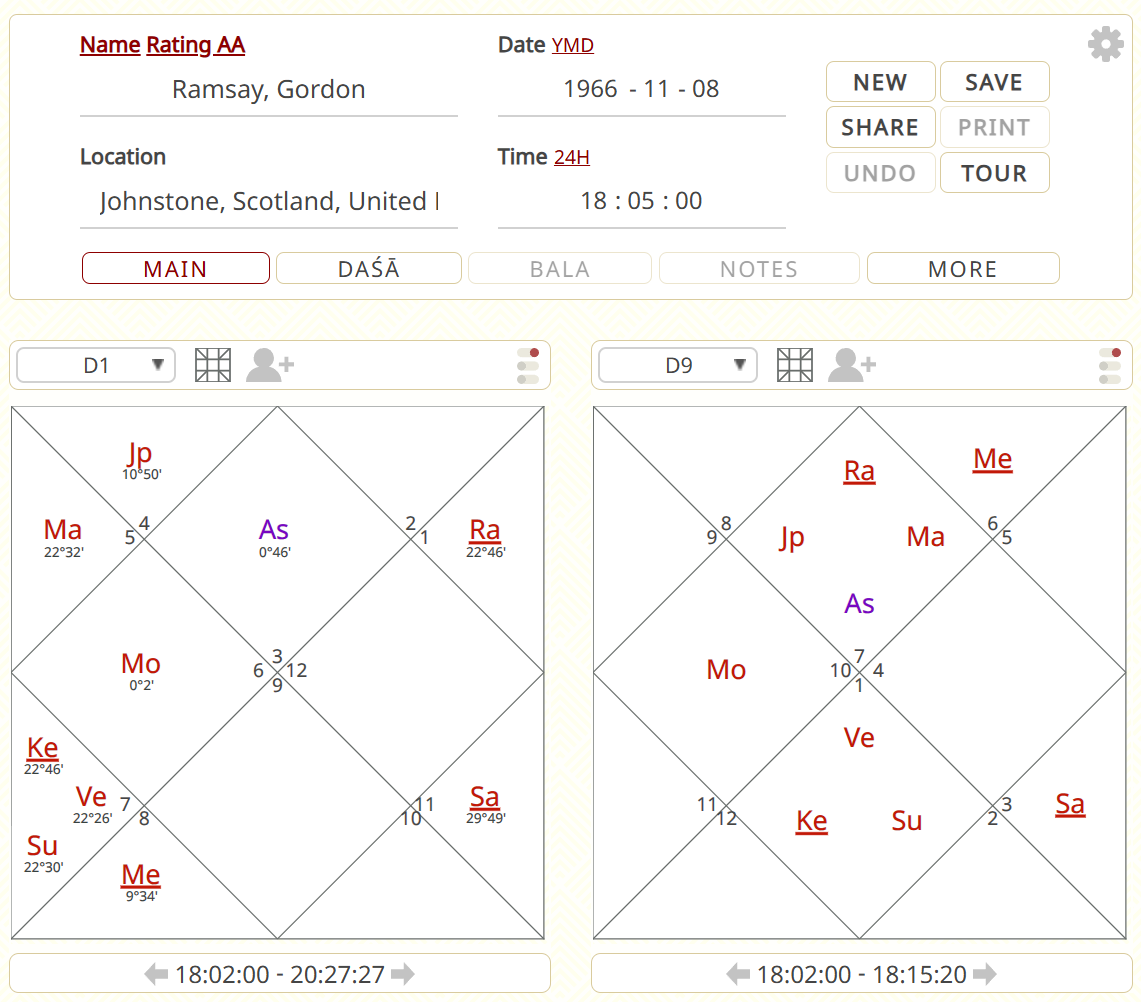 Name Rating AA
Date YMD
Ramsay, Gordon
1966 - 11 - 08
NEW
SAVE
SHARE
PRINT
Location
Time 24H
UNDO
TOUR
Johnstone, Scotland, United
18 : 05 : 00
MAIN
DAŚĀ
BALA
NOTES
MORE
D1
Jp
10°50'
Ma
22°32'
As
0°46'
Ra
22°46'
4
5
2
1
Mo
0°2'
3
6
12
9
Ke
22°46'
Ve
22°26'
Su
22°30'
7
8
Me
9°34'
11
10
Sa
29°49'
18:02:00 - 20:27:27
D9
Ra
Me
Jp
Ma
As
8
9
6
5
Mo
7
10
4
1
Ve
Ke
Su
11
12
3
2
Sa
18:02:00 - 18:15:20